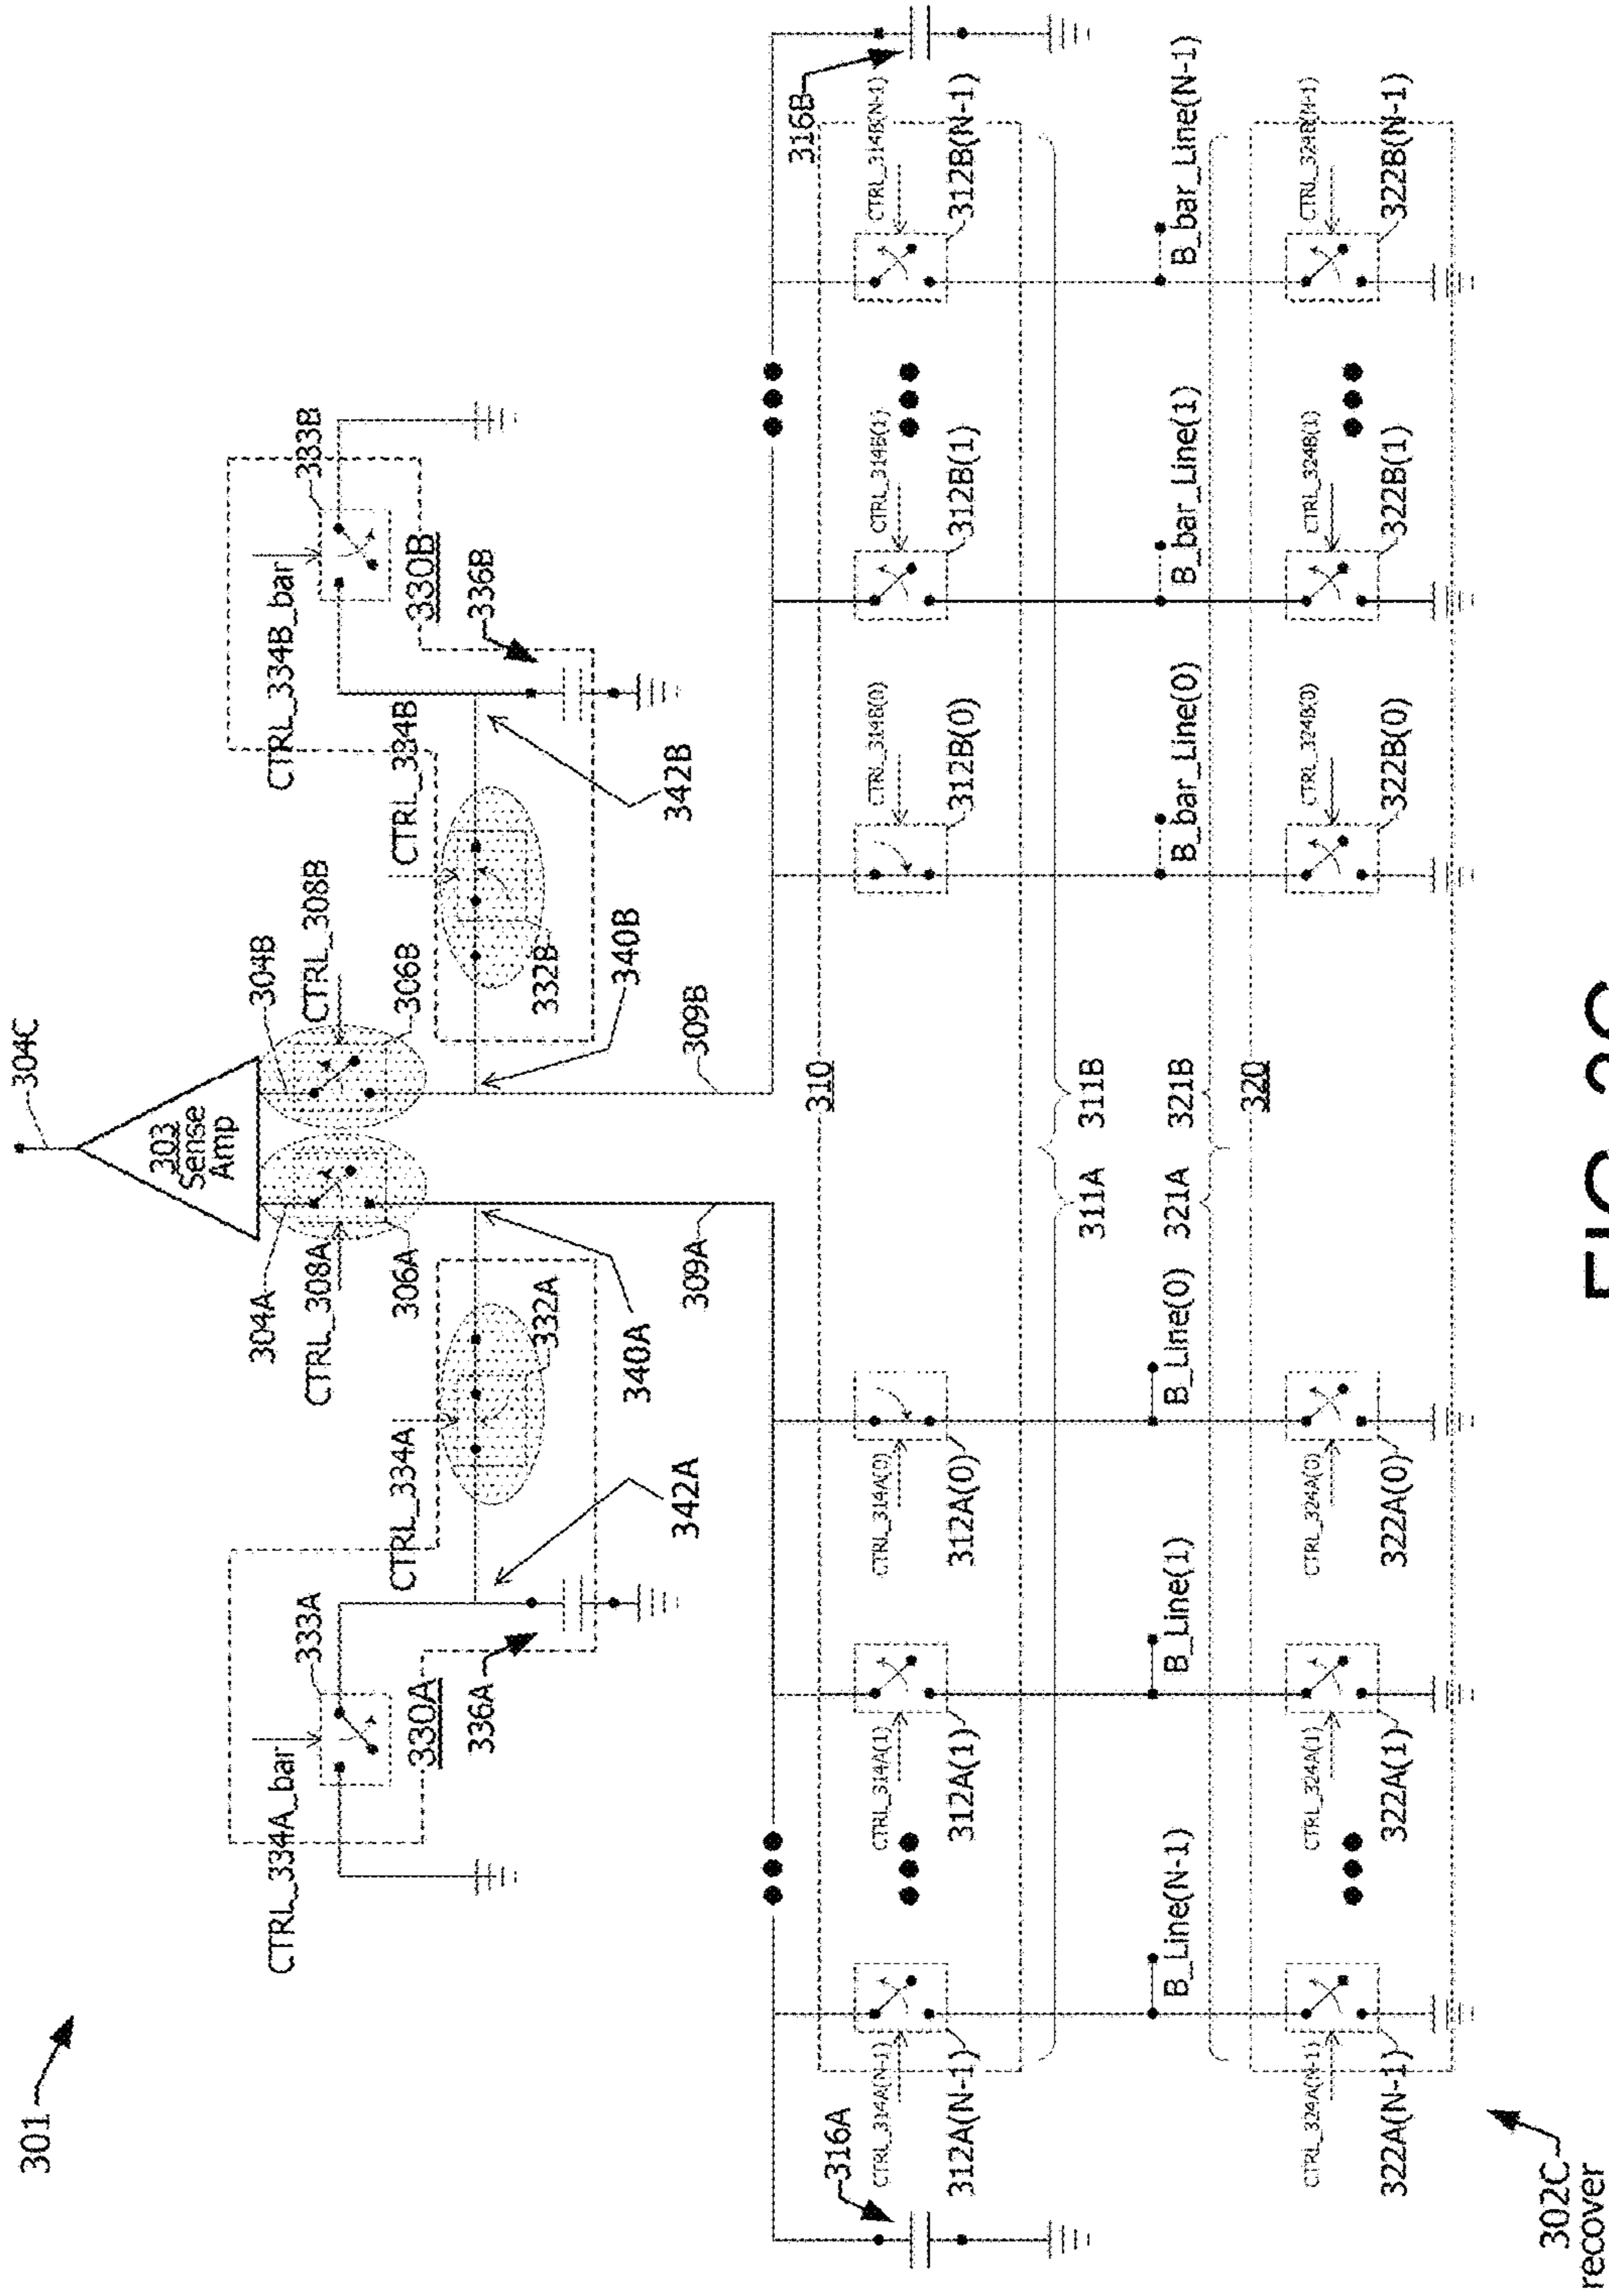 301
304C
303
Sense
Amp
304A
304B
CTRL_308A
CTRL_308B
306A
306B
CTRL_334A_bar
333A
CTRL_334A
330A
336A
332A
342A
340A
CTRL_334B_bar
333B
CTRL_334B
330B
336B
332B
342B
340B
309A
309B
316A
316B
310
CTRL_314A(N-1)
CTRL_314A(1)
CTRL_314A(0)
CTRL_314B(0)
CTRL_314B(1)
CTRL_314B(N-1)
312A(N-1)
312A(1)
312A(0)
312B(0)
312B(1)
312B(N-1)
311A
311B
B_Line(N-1)
B_Line(1)
B_Line(0)
B_bar_Line(0)
B_bar_Line(1)
B_bar_Line(N-1)
321A
321B
320
CTRL_324A(N-1)
CTRL_324A(1)
CTRL_324A(0)
CTRL_324B(0)
CTRL_324B(1)
CTRL_324B(N-1)
322A(N-1)
322A(1)
322A(0)
322B(0)
322B(1)
322B(N-1)
302C
recover